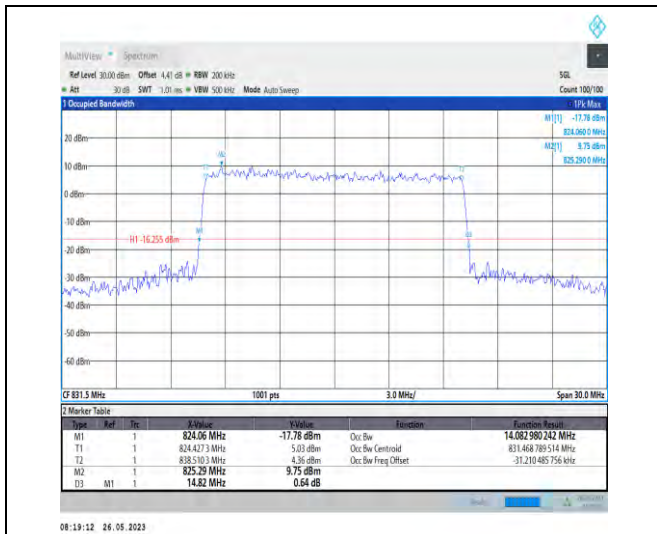 MultiView Spectrum
Ref Level 30.00 dBm Offset 4.41 dB RBW 200 kHz SGL
Att 30 dB SWT 1.01 ms VBW 500 kHz Mode Auto Sweep Count 100/100
1 Occupied Bandwidth 1Pk Max
M1[1] -17.78 dBm
824.060 0 MHz
M2[1] 9.75 dBm
825.290 0 MHz
20 dBm
M2
T1 T2
10 dBm
0 dBm
-10 dBm
M1
H1 -16.255 dBm
-20 dBm
-30 dBm
-40 dBm
-50 dBm
-60 dBm
CF 831.5 MHz 1001 pts 3.0 MHz/ Span 30.0 MHz
2 Marker Table
Type Ref Trc X-Value Y-Value Function Function Result
M1 1 824.06 MHz -17.78 dBm Occ Bw 14.082 980 242 MHz
T1 1 824.427 3 MHz 5.03 dBm Occ Bw Centroid 831.468 789 514 MHz
T2 1 838.510 3 MHz 4.36 dBm Occ Bw Freq Offset -31.210 485 756 kHz
M2 1 825.29 MHz 9.75 dBm
D3 M1 1 14.82 MHz 0.64 dB
08:19:12 26.05.2023